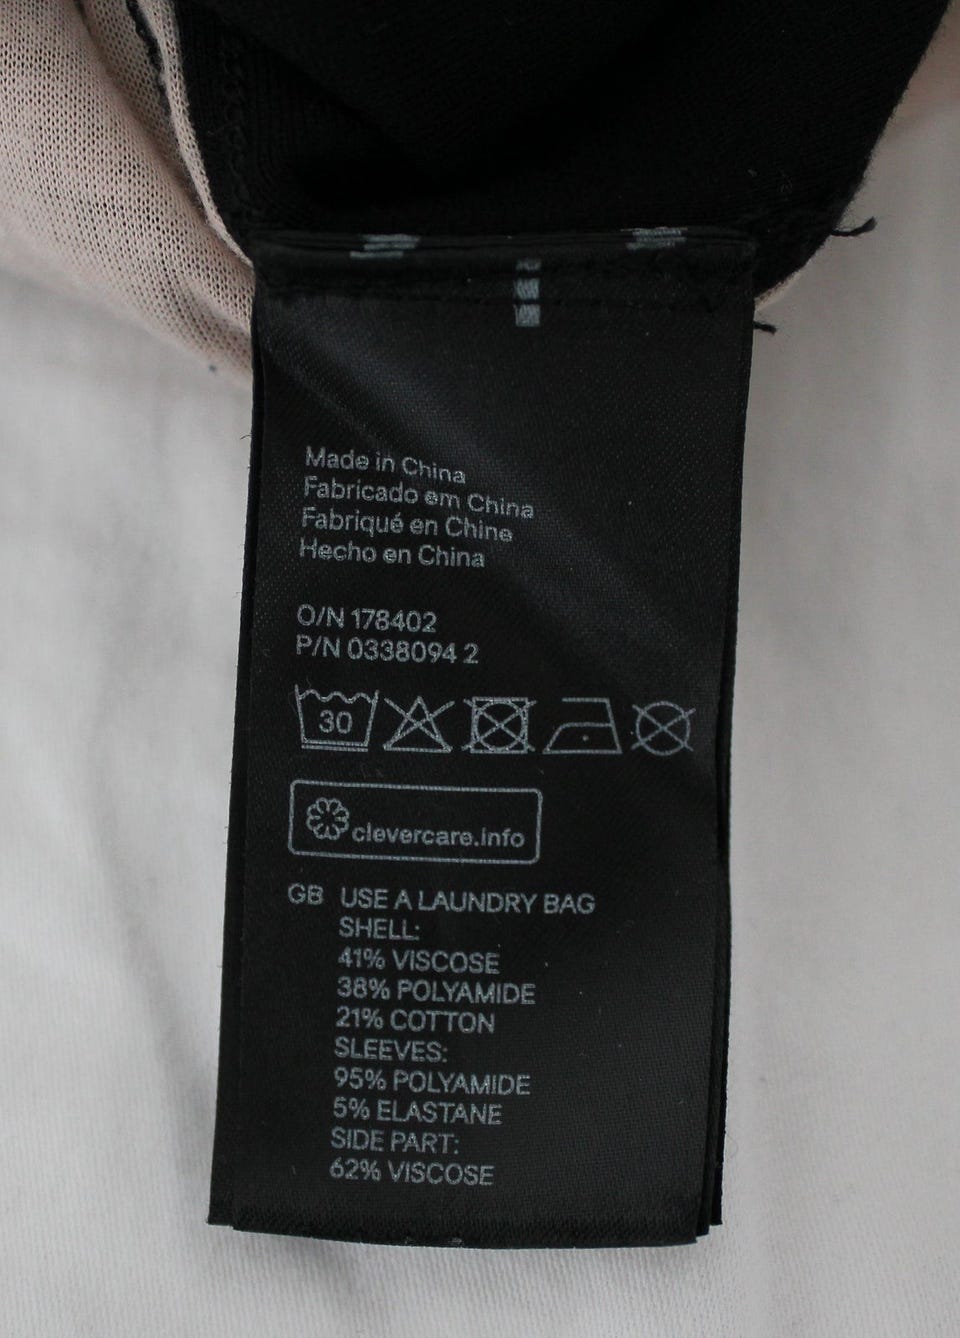 Made in China
Fabricado em China
Fabriqué en Chine
Hecho en China
O/N 178402
P/N 0338094 2
30
clevercare.info
GB USE A LAUNDRY BAG
SHELL:
41% VISCOSE
38% POLYAMIDE
21% COTTON
SLEEVES:
95% POLYAMIDE
5% ELASTANE
SIDE PART:
62% VISCOSE